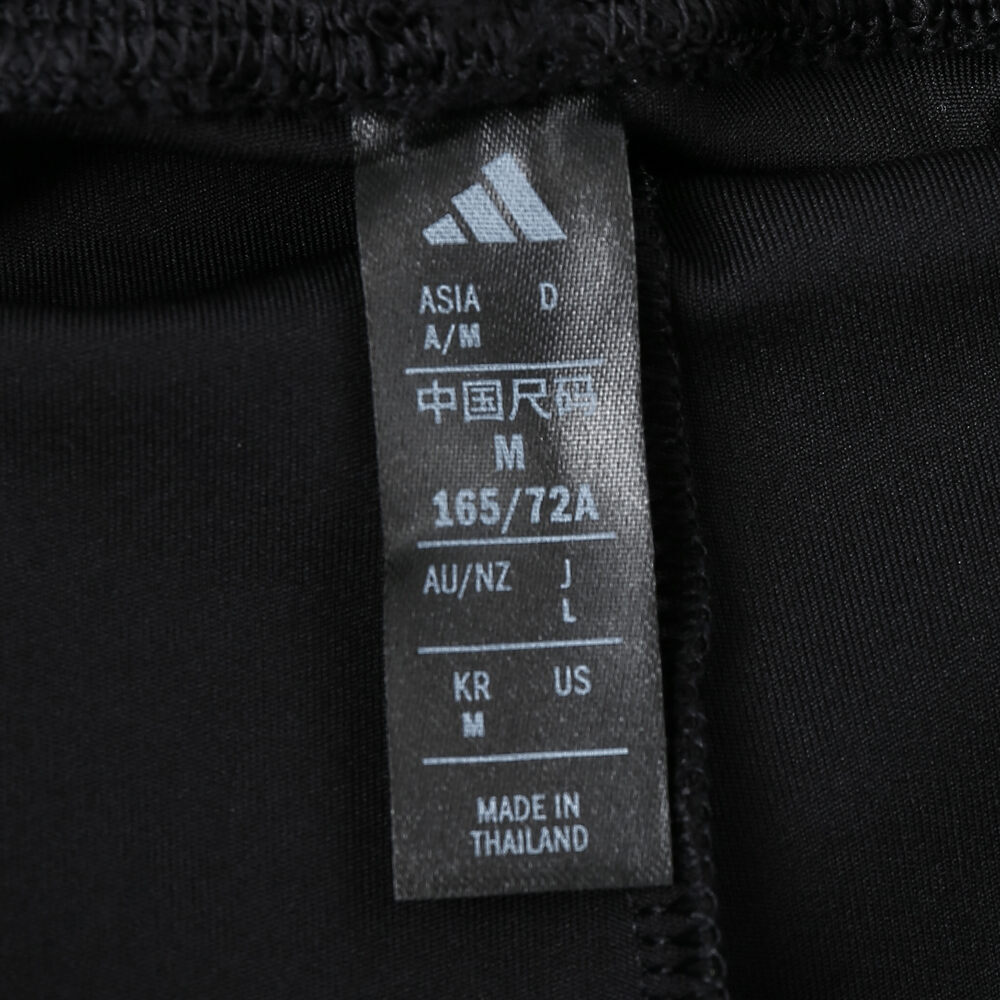 ASIA D
A/M
中国尺码
M
165/72A
AU/NZ J
L
KR US
M
MADE IN
THAILAND